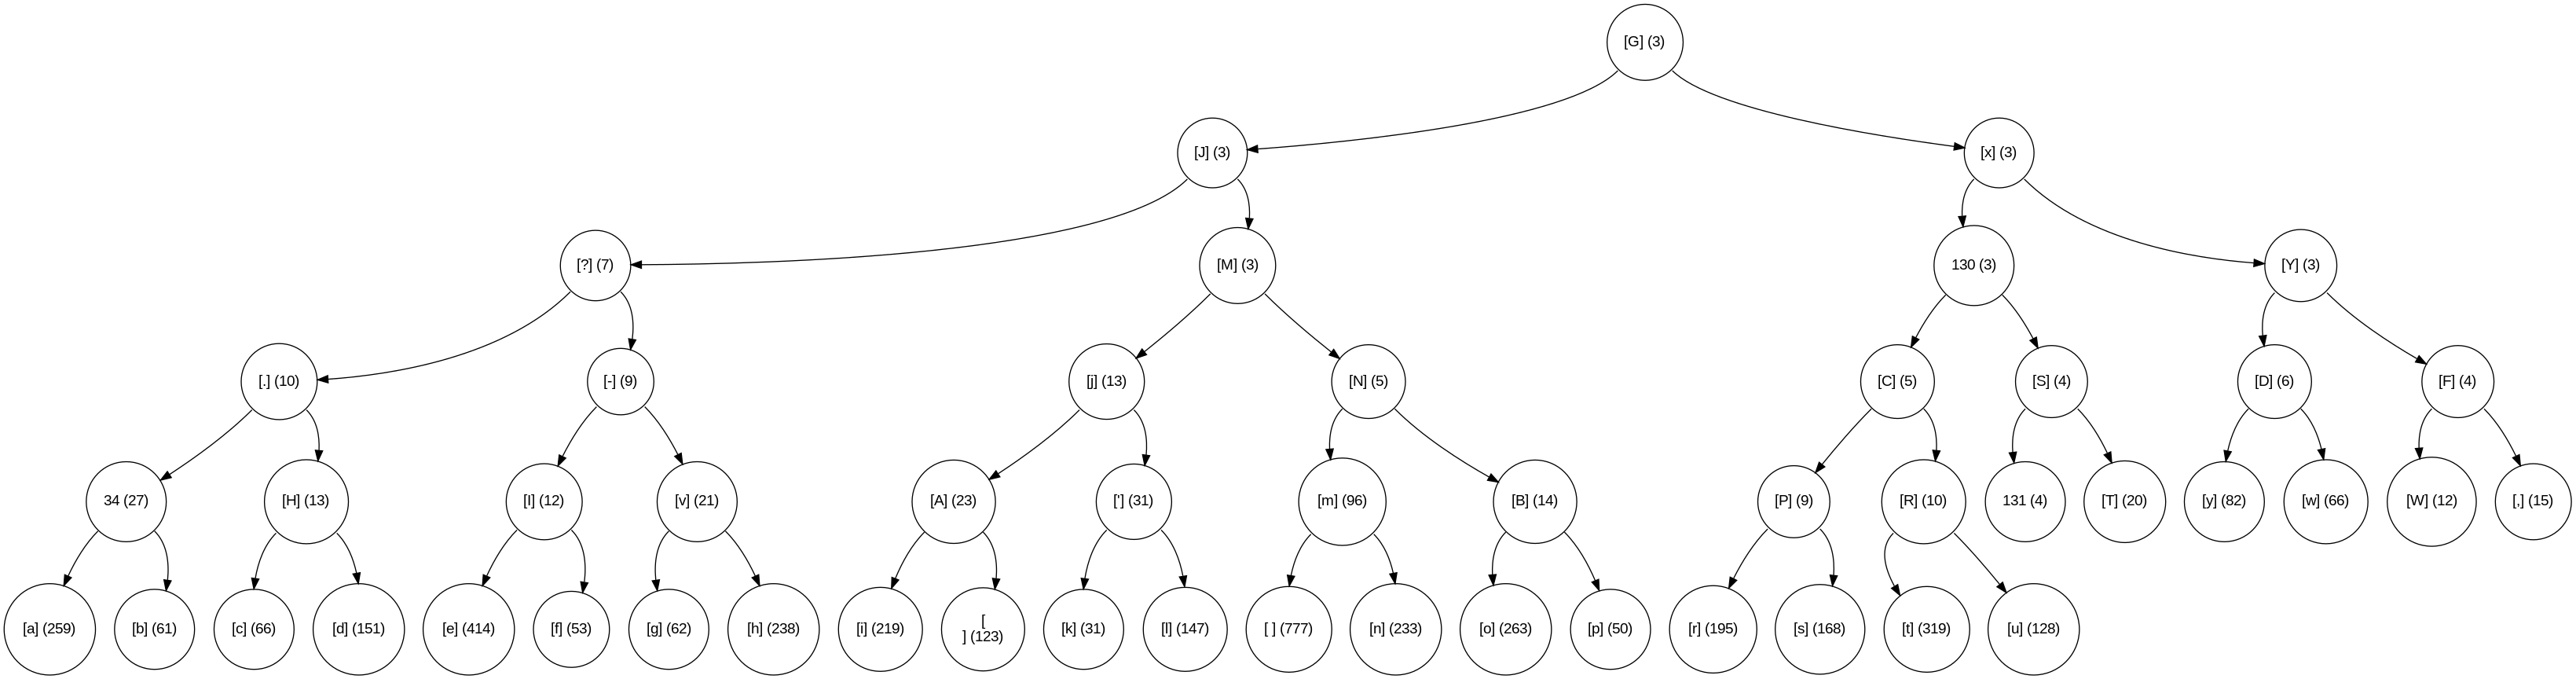 [G] (3)
[J] (3)
[x] (3)
[?] (7)
[M] (3)
130 (3)
[Y] (3)
[.] (10)
[-] (9)
[j] (13)
[N] (5)
[C] (5)
[S] (4)
[D] (6)
[F] (4)
34 (27)
[H] (13)
[I] (12)
[v] (21)
[A] (23)
['] (31)
[m] (96)
[B] (14)
[P] (9)
[R] (10)
131 (4)
[T] (20)
[y] (82)
[w] (66)
[W] (12)
[,] (15)
[a] (259)
[b] (61)
[c] (66)
[d] (151)
[e] (414)
[f] (53)
[g] (62)
[h] (238)
[i] (219)
[
] (123)
[k] (31)
[l] (147)
[ ] (777)
[n] (233)
[o] (263)
[p] (50)
[r] (195)
[s] (168)
[t] (319)
[u] (128)